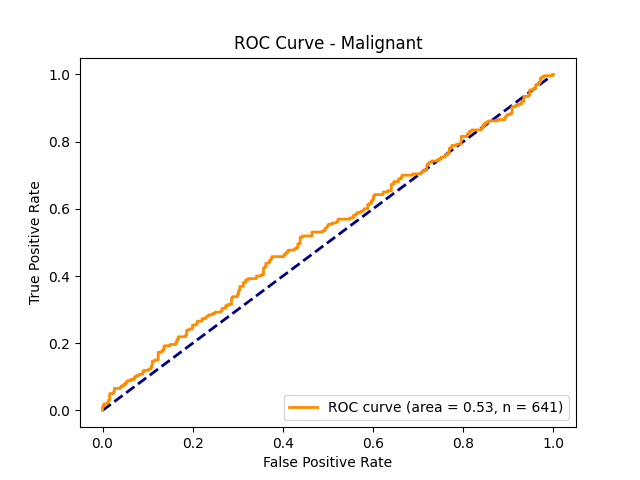 ROC Curve - Malignant
True Positive Rate
1.0
0.8
0.6
0.4
0.2
0.0
ROC curve (area = 0.53, n = 641)
0.0 0.2 0.4 0.6 0.8 1.0
False Positive Rate